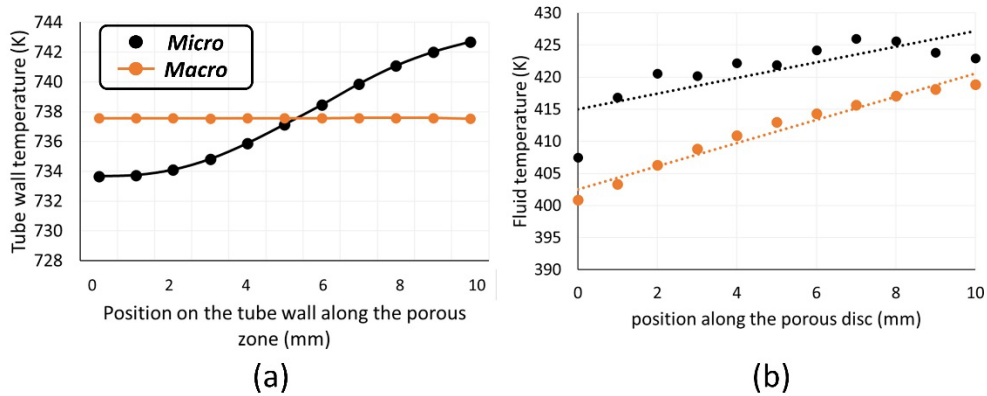 744
742
740
738
736
734
732
730
728
Tube wall temperature (K)
Micro
Macro
0 2 4 6 8 10
Position on the tube wall along the porous
zone (mm)
(a)
430
425
420
415
410
405
400
395
390
Fluid temperature (K)
0 2 4 6 8 10
position along the porous disc (mm)
(b)